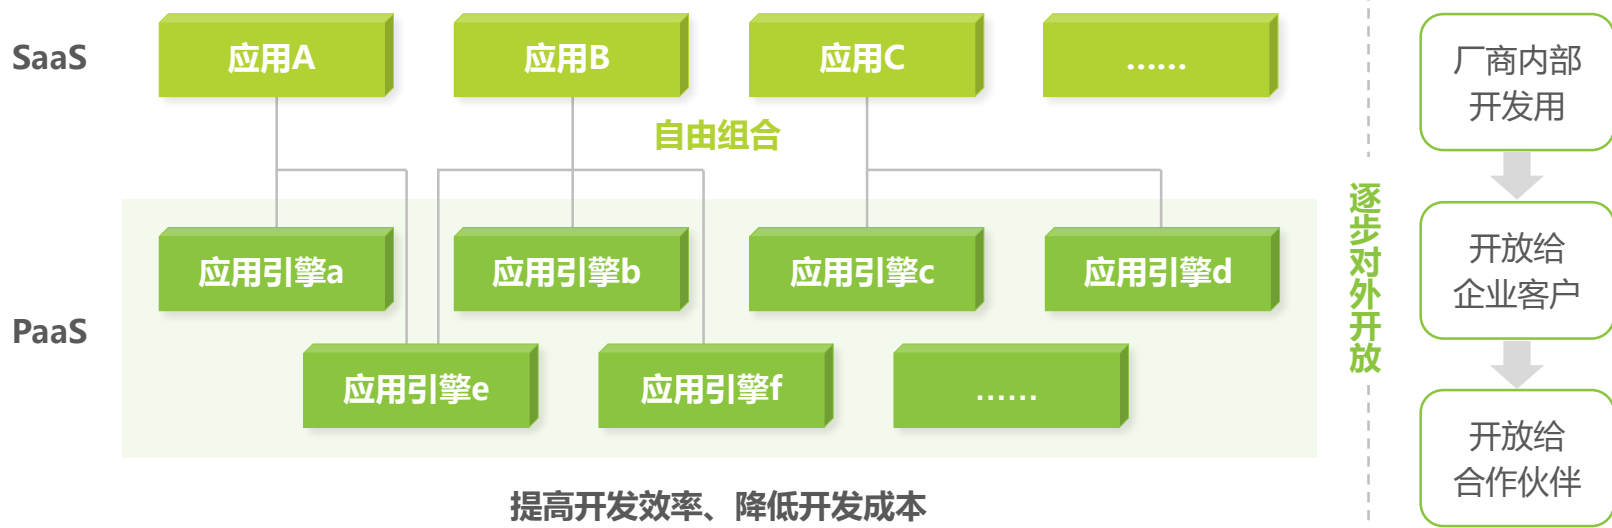 SaaS
应用A
应用B
应用C
......
自由组合
PaaS
应用引擎a
应用引擎b
应用引擎c
应用引擎d
应用引擎e
应用引擎f
......
提高开发效率、降低开发成本
逐步对外开放
厂商内部
开发用
开放给
企业客户
开放给
合作伙伴